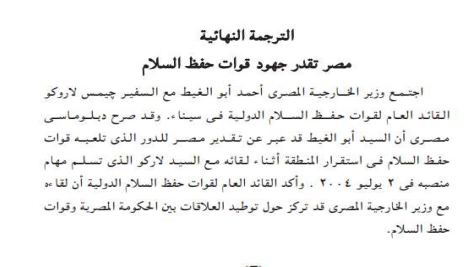 الترجمة النهائية
مصر تقدر جهود قوات حفظ السلام
اجتمع وزير الخارجية المصرى أحمد أبو الغيط مع السفير چيمس لاروكو
القائد العام لقوات حفظ السلام الدولية فى سيناء. وقد صرح دبلوماسى
مصرى أن السيد أبو الغيط قد عبر عن تقدير مصر للدور الذى تلعبه قوات
حفظ السلام فى استقرار المنطقة أثناء لقائه مع السيد لاركو الذى تسلم مهام
منصبه فى ٢ يوليو ٢٠٠٤ . وأكد القائد العام لقوات حفظ السلام الدولية أن لقاءه
مع وزير الخارجية المصرى قد تركز حول توطيد العلاقات بين الحكومة المصرية وقوات
حفظ السلام.